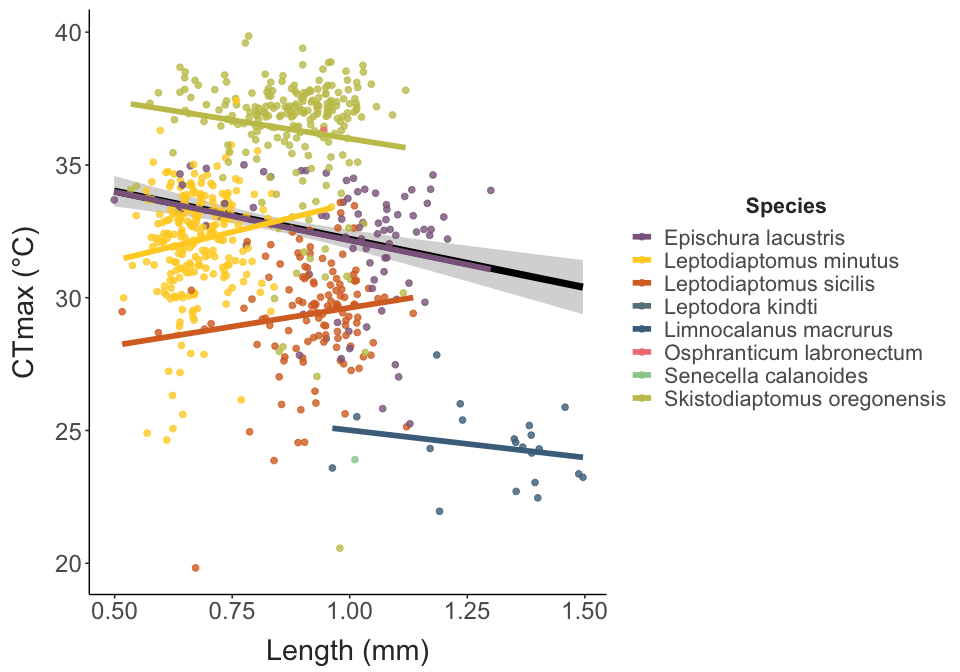 40
35
30
25
20
CTmax (°C)
0.50 0.75 1.00 1.25 1.50
Length (mm)
Species
Epischura lacustris
Leptodiaptomus minutus
Leptodiaptomus sicilis
Leptodora kindti
Limnocalanus macrurus
Osphranticum labronectum
Senecella calanoides
Skistodiaptomus oregonensis